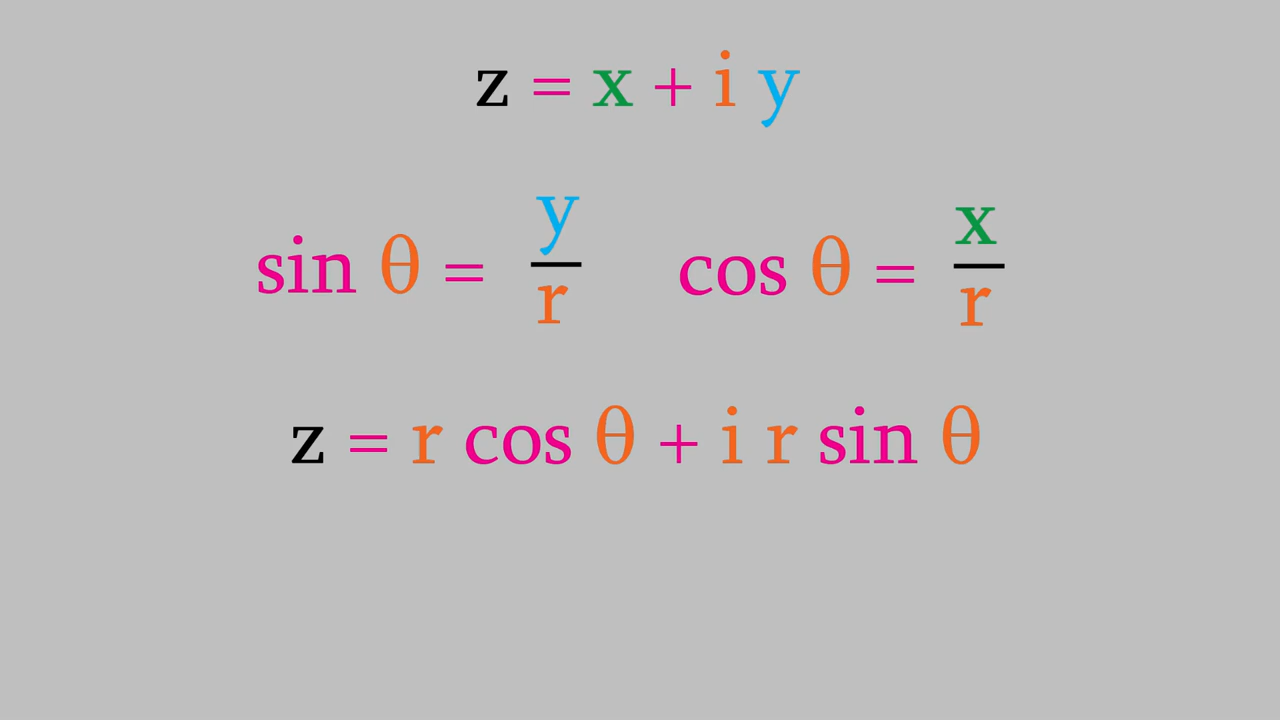 z = x + i y
sin θ = y/r cos θ = x/r
z = r cos θ + i r sin θ